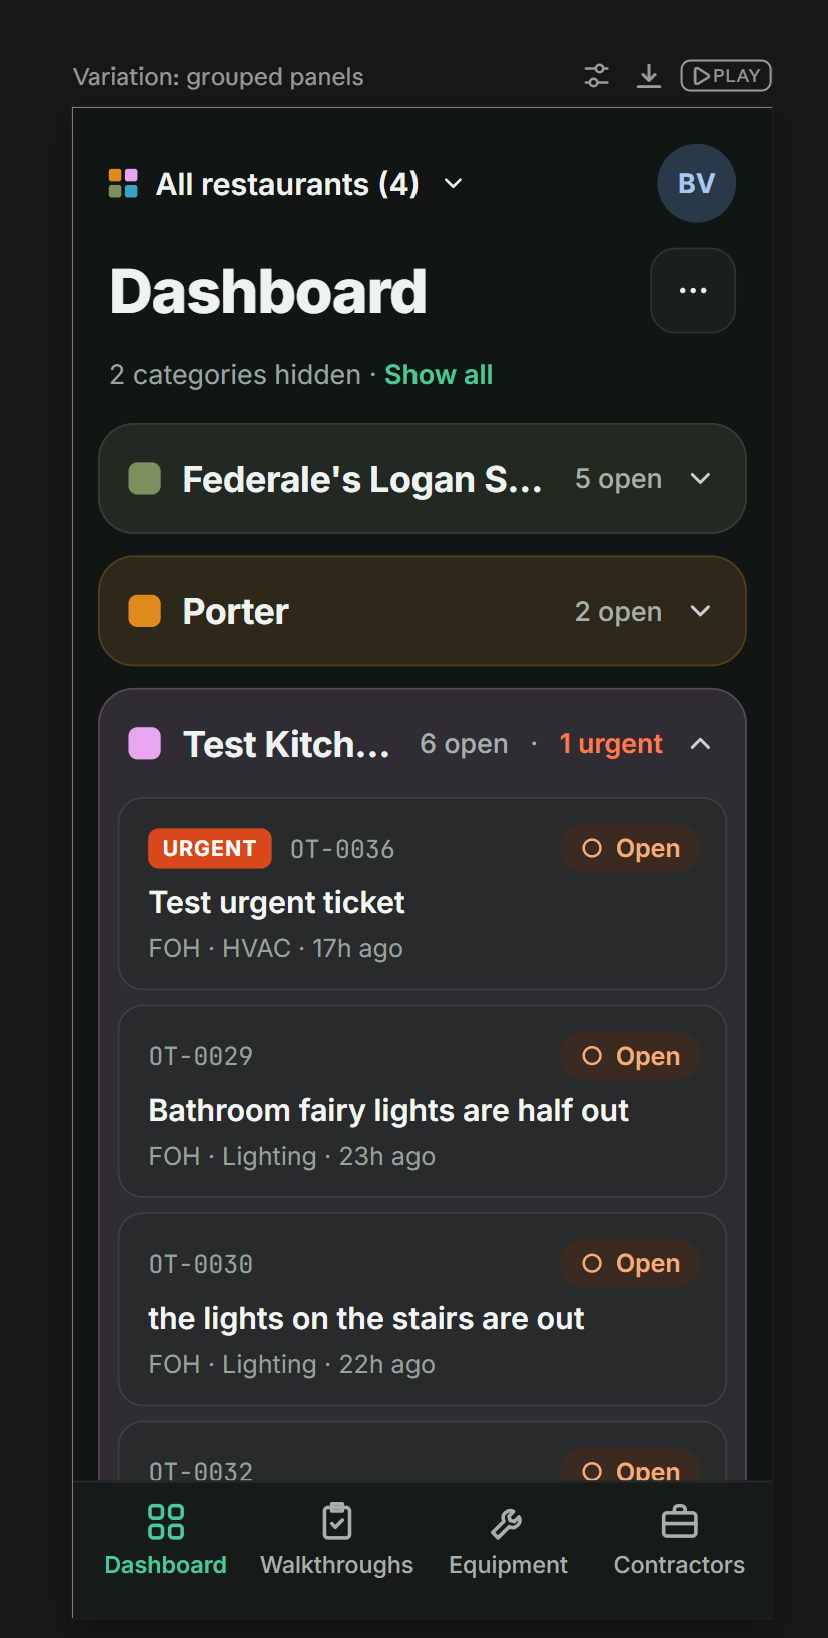 Variation: grouped panels
PLAY
All restaurants (4)
BV
Dashboard
2 categories hidden · Show all
Federale's Logan S... 5 open
Porter 2 open
Test Kitch... 6 open · 1 urgent
URGENT OT-0036 Open
Test urgent ticket
FOH · HVAC · 17h ago
OT-0029 Open
Bathroom fairy lights are half out
FOH · Lighting · 23h ago
OT-0030 Open
the lights on the stairs are out
FOH · Lighting · 22h ago
OT-0032 Open
Dashboard Walkthroughs Equipment Contractors